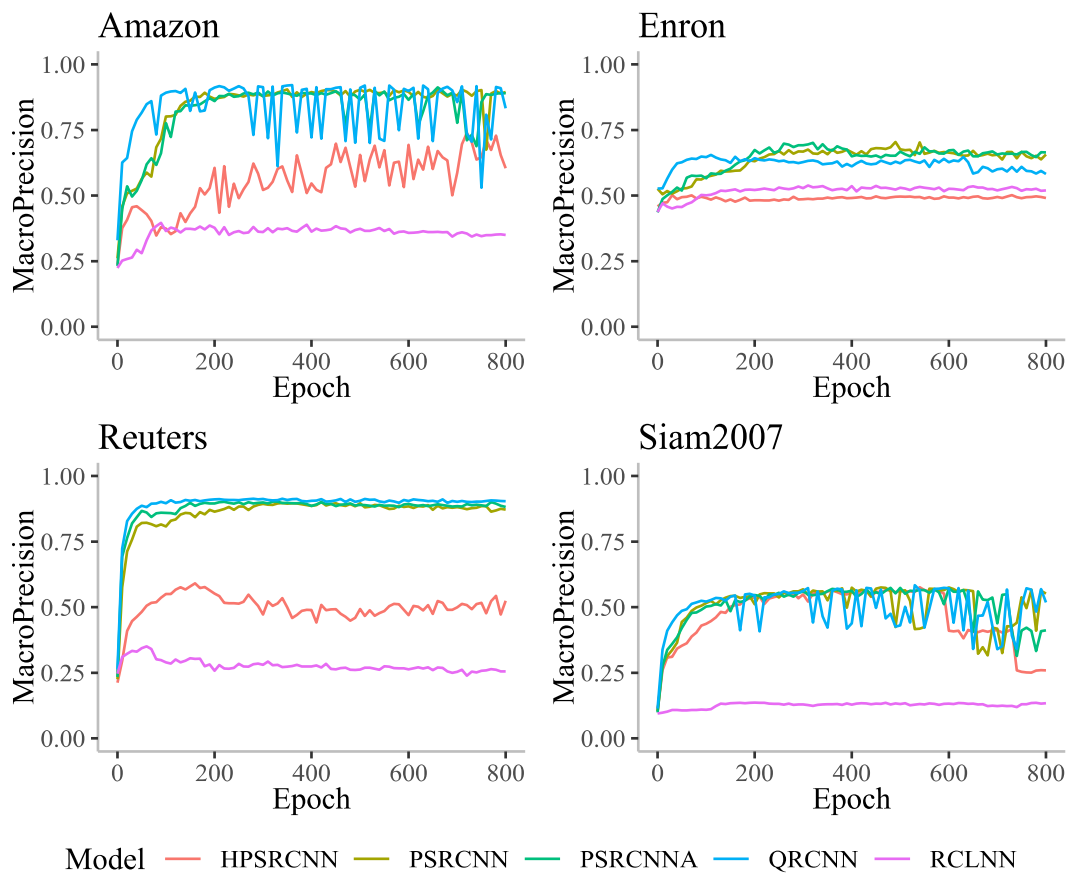 Amazon
Enron
1.00
0.75
0.50
0.25
0.00
MacroPrecision
0 200 400 600 800
Epoch
1.00
0.75
0.50
0.25
0.00
MacroPrecision
0 200 400 600 800
Epoch
Reuters
Siam2007
1.00
0.75
0.50
0.25
0.00
MacroPrecision
0 200 400 600 800
Epoch
1.00
0.75
0.50
0.25
0.00
MacroPrecision
0 200 400 600 800
Epoch
Model HPSRCNN PSRCNN PSRCNNA QRCNN RCLNN